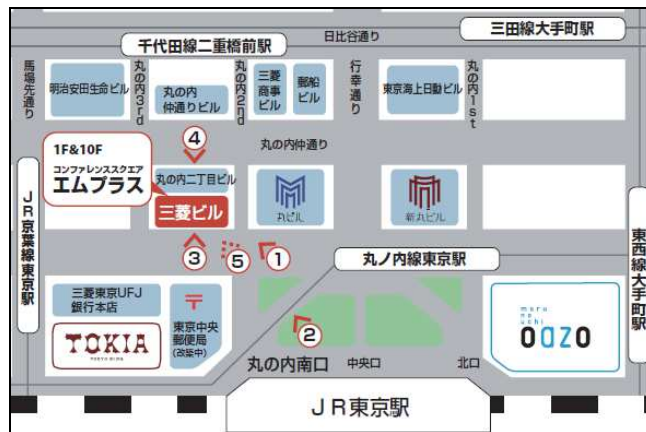 三田線大手町駅
日比谷通り
千代田線二重橋前駅
馬場先通り
明治安田生命ビル
丸の内3rd
丸の内
仲通りビル
丸の内2nd
三菱
商事
ビル
郵船
ビル
行幸通り
東京海上日動ビル
丸の内1st
④
丸の内仲通り
1F&10F
コンファレンススクエア
エムプラス
丸の内二丁目ビル
三菱ビル
丸ビル
新丸ビル
JR京葉線東京駅
③
⑤
①
丸ノ内線東京駅
東西線大手町駅
三菱東京UFJ
銀行本店
TOKIA
〒
東京中央
郵便局
(改築中)
②
maru
no
uchi
OAZO
丸の内南口
中央口
北口
JR東京駅